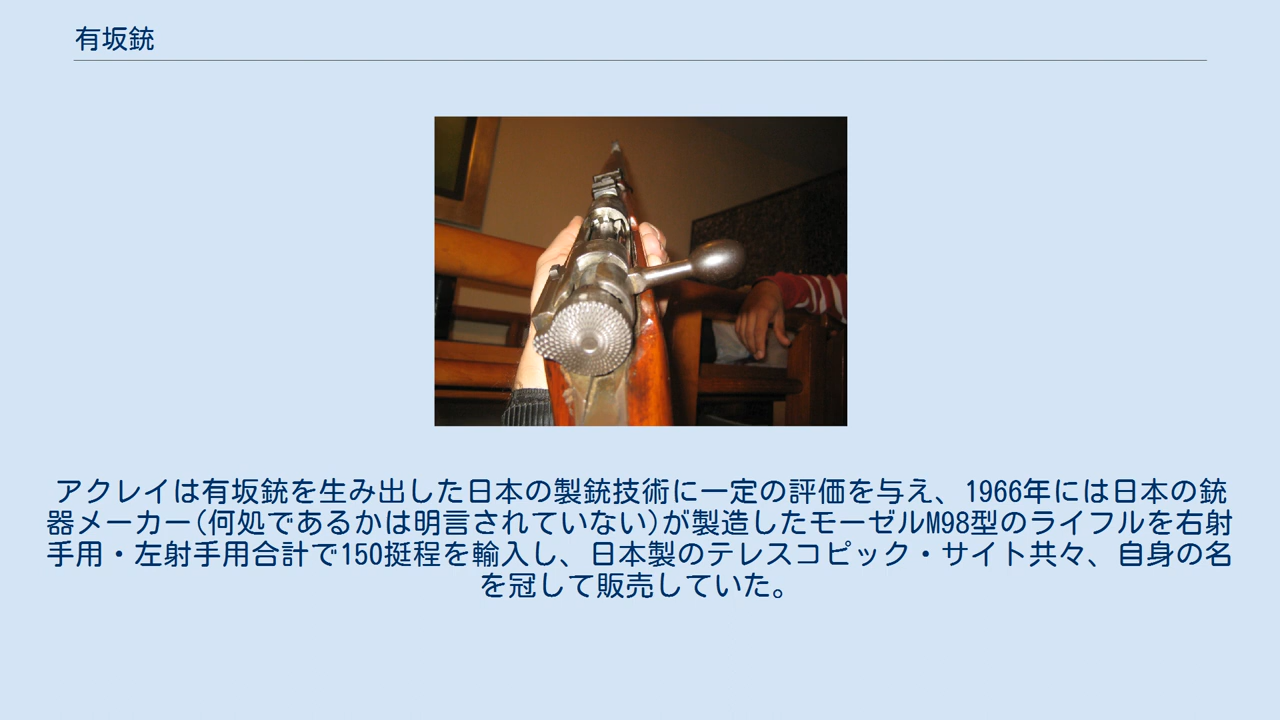 有坂銃
アクレイは有坂銃を生み出した日本の製銃技術に一定の評価を与え、1966年には日本の銃
器メーカー(何処であるかは明言されていない)が製造したモーゼルM98型のライフルを右射
手用・左射手用合計で150挺程を輸入し、日本製のテレスコピック・サイト共々、自身の名
を冠して販売していた。